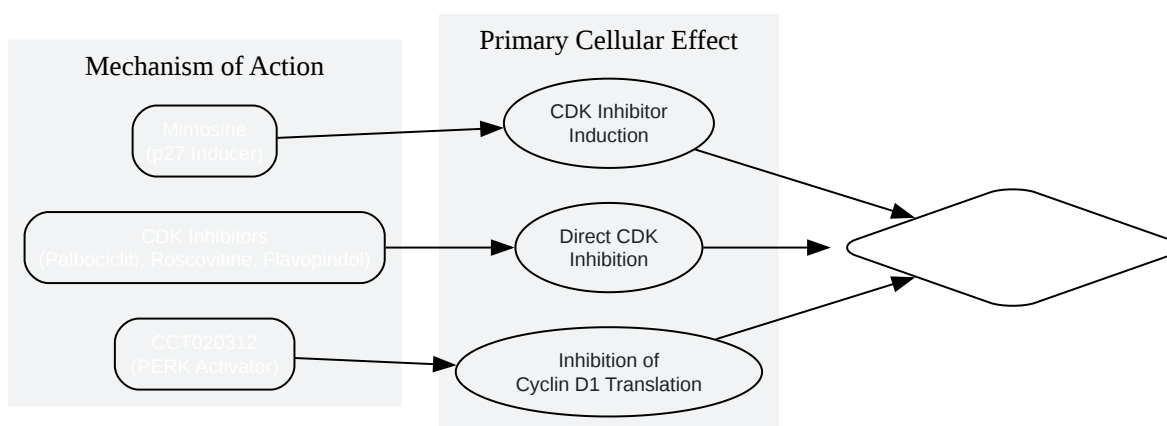 Mechanism of Action
Mimosine
(p27 Inducer)
CDK Inhibitors
(Palbociclib, Roscovitine, Flavopiridol)
CCT020312
(PERK Activator)
Primary Cellular Effect
CDK Inhibitor
Induction
Direct CDK
Inhibition
Inhibition of
Cyclin D1 Translation